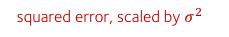 squared error, scaled by σ²